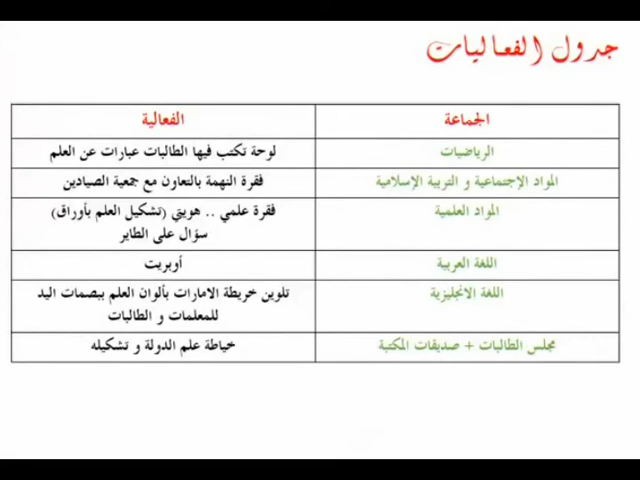 جدول الفعاليات
الجماعة الفعالية
الرياضيات لوحة تكتب فيها الطالبات عبارات عن العلم
المواد الإجتماعية و التربية الإسلامية فقرة النهمة بالتعاون مع جمعية الصيادين
المواد العلمية فقرة علمي .. هويتي (تشكيل العلم بأوراق)
سؤال على الطاير
اللغة العربية أوبريت
اللغة الانجليزية تلوين خريطة الامارات بألوان العلم ببصمات اليد
للمعلمات و الطالبات
مجلس الطالبات + صديقات المكتبة خياطة علم الدولة و تشكيله